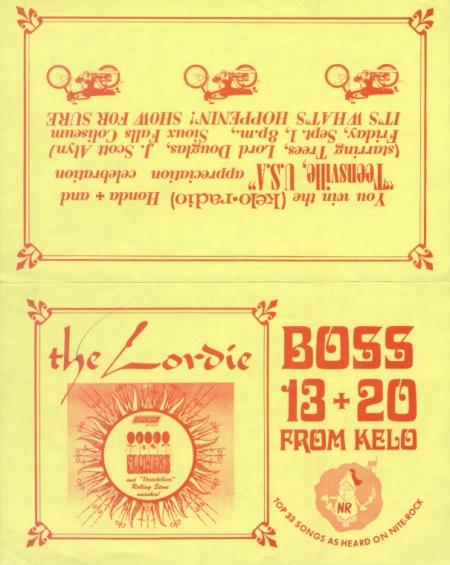 You win the (kelo•radio) Honda + and
"Teensville, U.S.A" appreciation celebration
(starring Trees, Lord Douglas, J. Scott Alyn)
Friday, Sept. 1, 8p.m., Sioux Falls Coliseum
IT'S WHAT'S HOPPENIN! SHOW FOR SURE
the Lordie
and "Dandelion"
Rolling Stone
smashes!
BOSS
13 + 20
FROM KELO
NR
TOP 33 SONGS AS HEARD ON NITE-ROCK